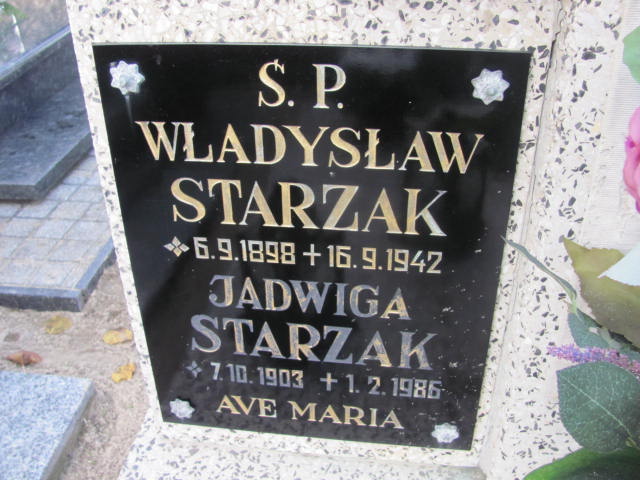 Ś. P.
WŁADYSŁAW
STARZAK
6.9.1898 + 16.9.1942
JADWIGA
STARZAK
7.10.1903 + 1.2.1986
AVE MARIA